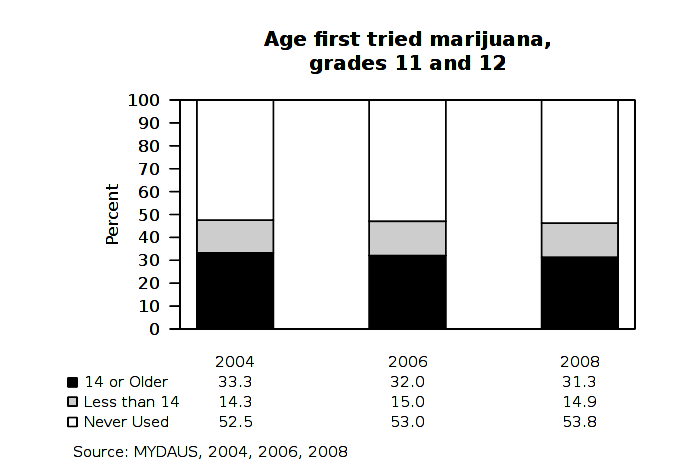 Age first tried marijuana,
grades 11 and 12
Percent
100
90
80
70
60
50
40
30
20
10
0
2004 2006 2008
14 or Older 33.3 32.0 31.3
Less than 14 14.3 15.0 14.9
Never Used 52.5 53.0 53.8
Source: MYDAUS, 2004, 2006, 2008